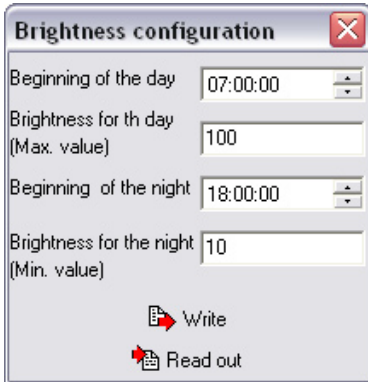 Brightness configuration
Beginning of the day 07:00:00
Brightness for th day
(Max. value) 100
Beginning of the night 18:00:00
Brightness for the night 10
(Min. value)
Write
Read out